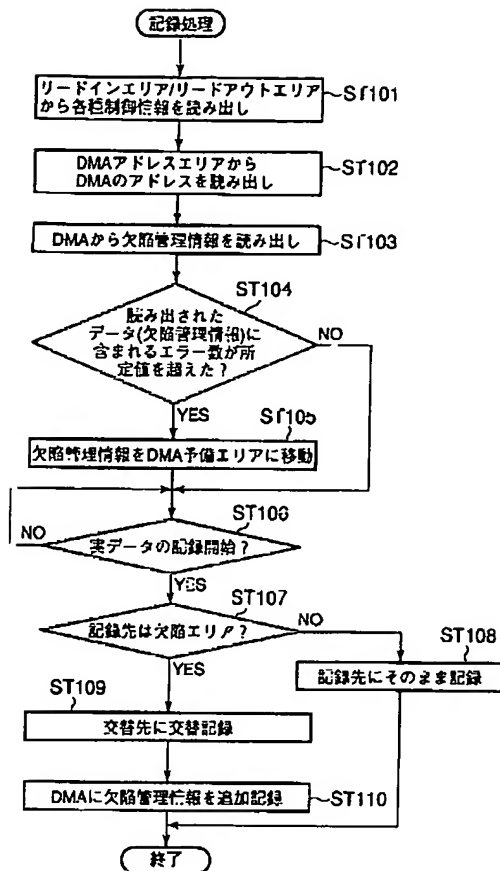 記録処理
リードインエリア/リードアウトエリア
から各種制御情報を読み出し
ST101
DMAアドレスエリアから
DMAのアドレスを読み出し
ST102
DMAから欠陥管理情報を読み出し
ST103
ST104
読み出された
データ(欠陥管理情報)に
含まれるエラー数が所
定値を超えた?
NO
YES
ST105
欠陥管理情報をDMA予備エリアに移動
ST106
NO
実データの記録開始?
YES
ST107
記録先は欠陥エリア?
NO
YES
ST108
記録先にそのまま記録
ST109
交替先に交替記録
DMAに欠陥管理情報を追加記録
ST110
終了